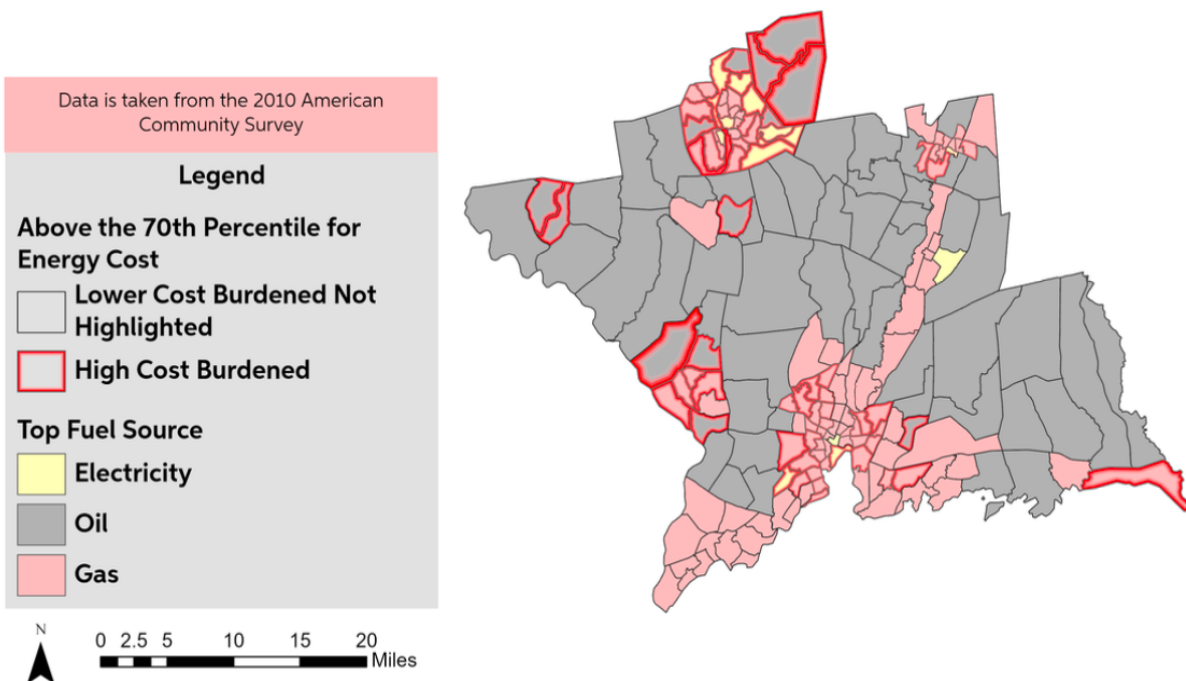 Data is taken from the 2010 American
Community Survey
Legend
Above the 70th Percentile for
Energy Cost
Lower Cost Burdened Not
Highlighted
High Cost Burdened
Top Fuel Source
Electricity
Oil
Gas
N
0 2.5 5 10 15 20
Miles